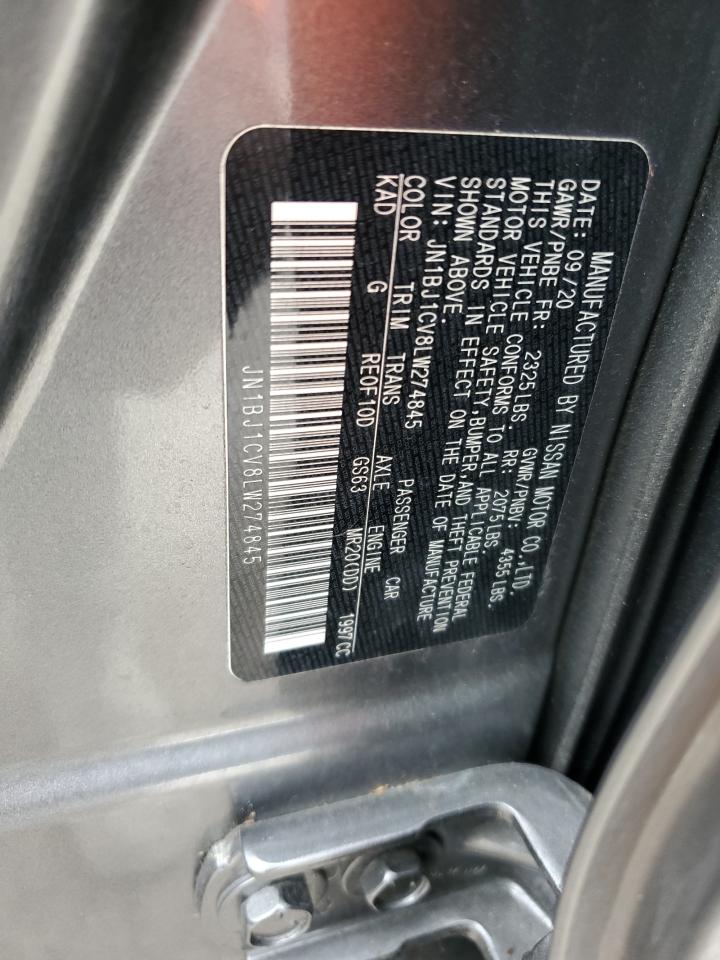 MANUFACTURED BY NISSAN MOTOR CO.,LTD.
DATE: 09/20 GVWR/PNBV: 4355LBS.
GAWR/PNBE FR: 2325LBS. RR: 2075LBS.
THIS VEHICLE CONFORMS TO ALL APPLICABLE FEDERAL
MOTOR VEHICLE SAFETY,BUMPER,AND THEFT PREVENTION
STANDARDS IN EFFECT ON THE DATE OF MANUFACTURE
SHOWN ABOVE.
VIN: JN1BJ1CV8LW274845 PASSENGER CAR
COLOR TRIM TRANS AXLE ENGINE
KAD G RE0F10D GS63 MR20(DD) 1997CC
JN1BJ1CV8LW274845